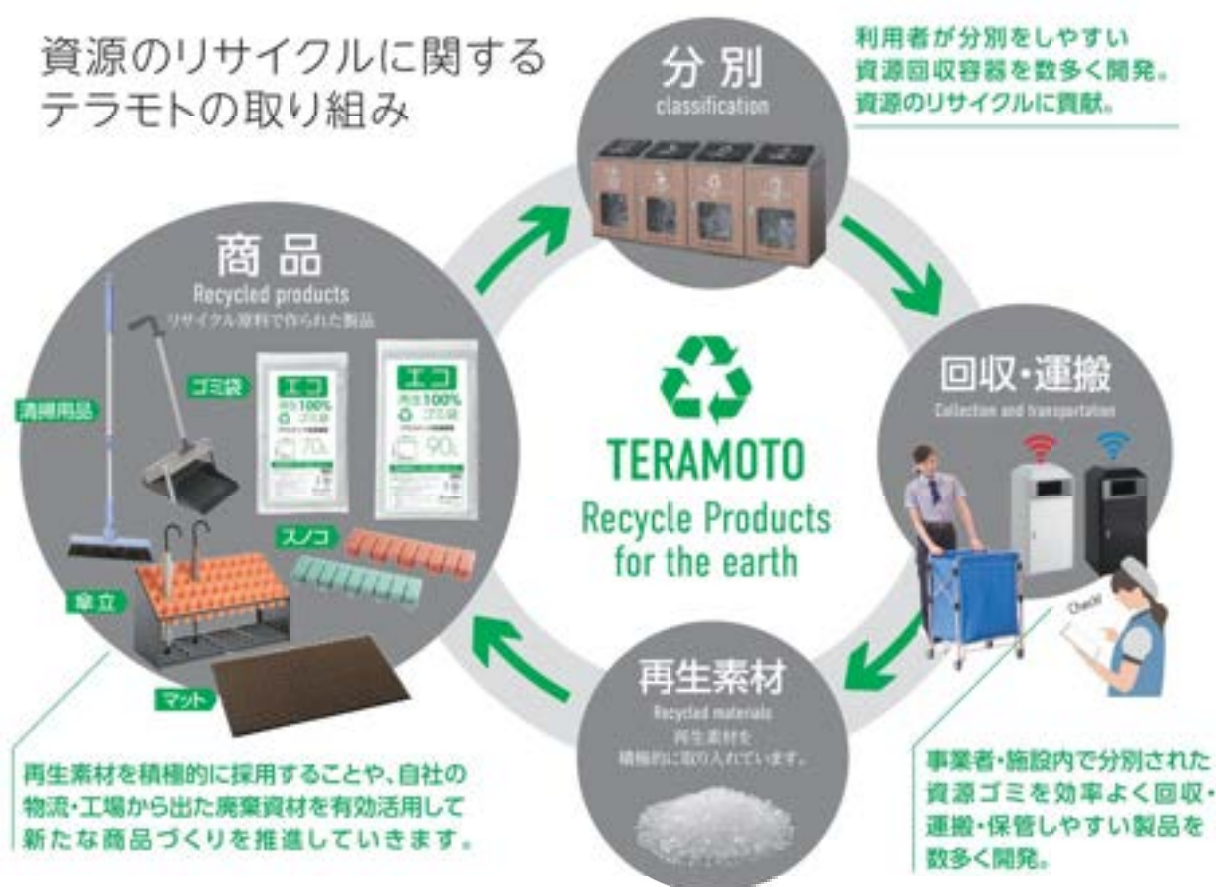 資源のリサイクルに関する
テラモトの取り組み
分別
classification
利用者が分別をしやすい
資源回収容器を数多く開発。
資源のリサイクルに貢献。
回収・運搬
Collection and transportation
Check!
事業者・施設内で分別された
資源ゴミを効率よく回収・
運搬・保管しやすい製品を
数多く開発。
再生素材
Recycled materials
再生素材を
積極的に取り入れています。
商品
Recycled products
リサイクル原料で作られた製品
清掃用品
ゴミ袋
エコ
再生100%
ゴミ袋
70L
エコ
再生100%
ゴミ袋
90L
スノコ
傘立
マット
再生素材を積極的に採用することや、自社の
物流・工場から出た廃棄資材を有効活用して
新たな商品づくりを推進していきます。
TERAMOTO
Recycle Products
for the earth